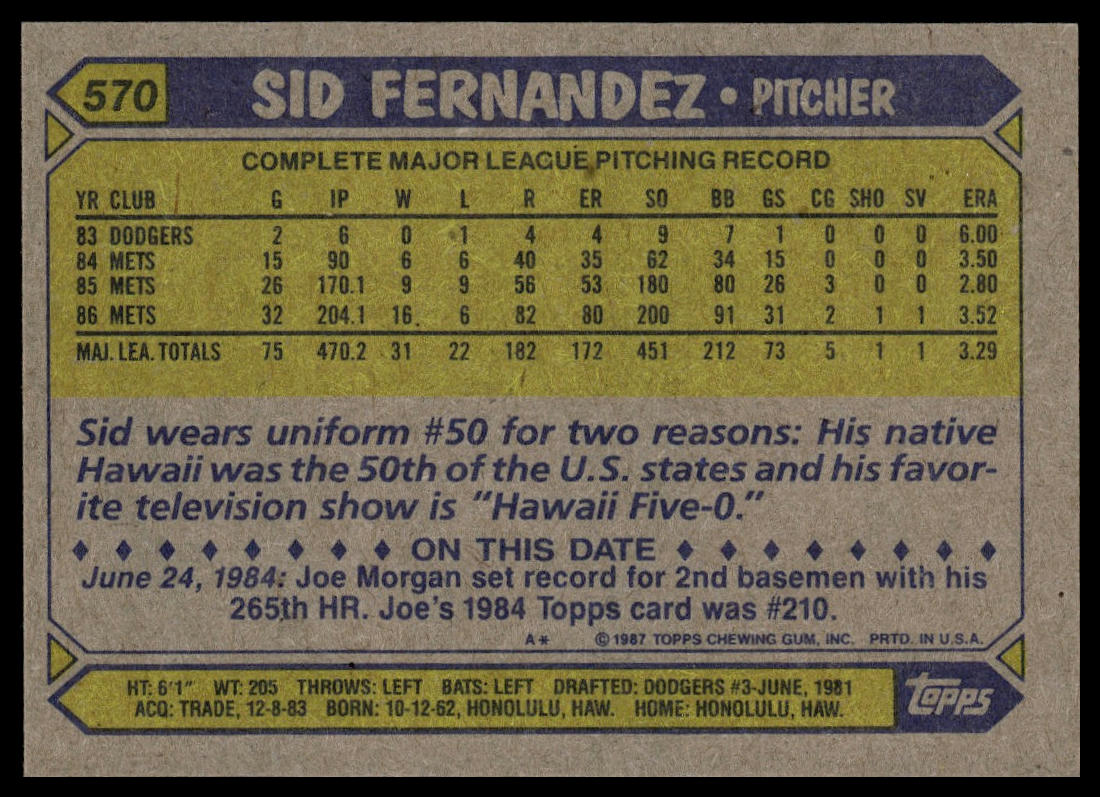 570 SID FERNANDEZ • PITCHER
COMPLETE MAJOR LEAGUE PITCHING RECORD
YR CLUB G IP W L R ER SO BB GS CG SHO SV ERA
83 DODGERS 2 6 0 1 4 4 9 7 1 0 0 0 6.00
84 METS 15 90 6 6 40 35 62 34 15 0 0 0 3.50
85 METS 26 170.1 9 9 56 53 180 80 26 3 0 0 2.80
86 METS 32 204.1 16 6 82 80 200 91 31 2 1 1 3.52
MAJ. LEA. TOTALS 75 470.2 31 22 182 172 451 212 73 5 1 1 3.29
Sid wears uniform #50 for two reasons: His native
Hawaii was the 50th of the U.S. states and his favor-
ite television show is "Hawaii Five-0."
♦ ♦ ♦ ♦ ♦ ♦ ♦ ♦ ON THIS DATE ♦ ♦ ♦ ♦ ♦ ♦ ♦ ♦
June 24, 1984: Joe Morgan set record for 2nd basemen with his
265th HR. Joe's 1984 Topps card was #210.
A* ©1987 TOPPS CHEWING GUM, INC. PRTD. IN U.S.A.
HT: 6'1" WT: 205 THROWS: LEFT BATS: LEFT DRAFTED: DODGERS #3-JUNE, 1981
ACQ: TRADE, 12-8-83 BORN: 10-12-62, HONOLULU, HAW. HOME: HONOLULU, HAW.
topps